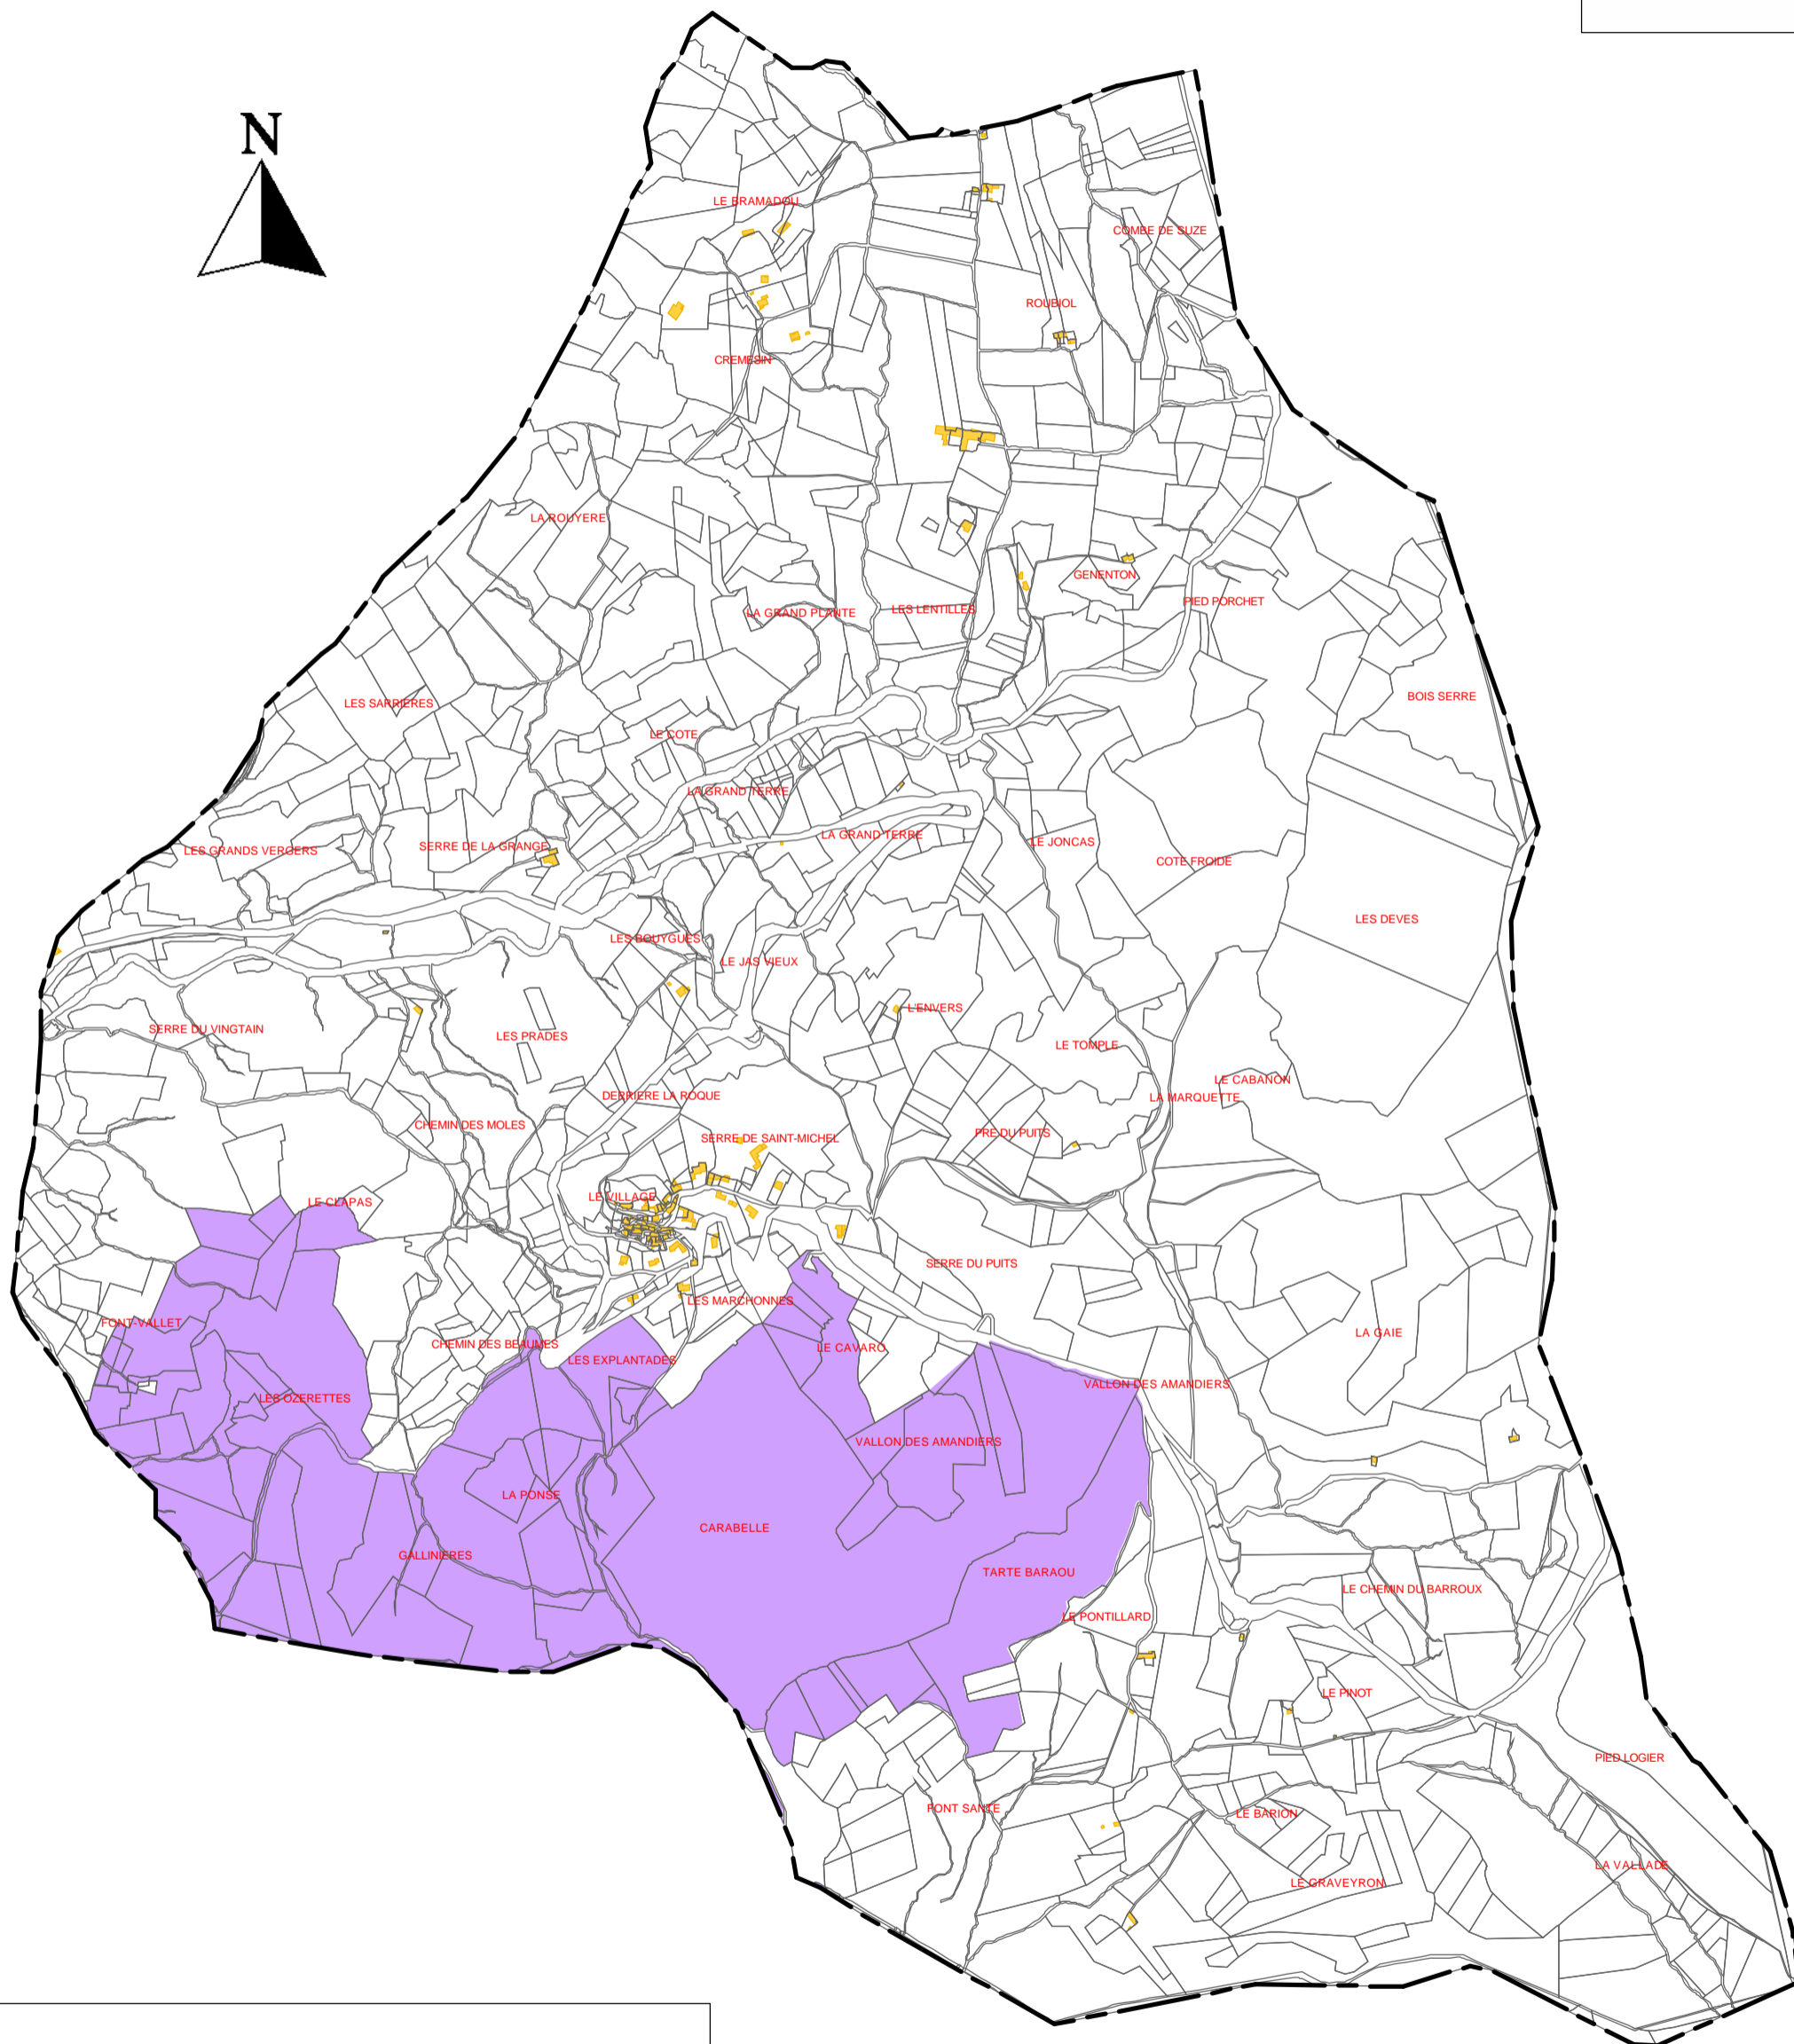 N
LE BRAMADOU
COMBE DE SUZE
ROUBIOL
CREMESIN
LA ROUYERE
GENENTON
PIED PORCHET
LA GRAND PLANTE
LES LENTILLES
BOIS SERRE
LES SARRIERES
LE COTE
LA GRAND TERRE
LA GRAND TERRE
LE JONCAS
SERRE DE LA GRANGE
LES GRANDS VERGERS
COTE FROIDE
LES DEVES
LES BOUYGUES
LE JAS VIEUX
L'ENVERS
SERRE DU VINGTAIN
LES PRADES
LE TOMPLE
LE CABANON
DERRIERE LA ROQUE
LA MARQUETTE
CHEMIN DES MOLES
PRE DU PUITS
SERRE DE SAINT-MICHEL
LE VILLAGE
LE CLAPAS
SERRE DU PUITS
LES MARCHONNES
FONT-VALLET
LA GAIE
CHEMIN DES BEAUMES
LE CAVARO
LES EXPLANTADES
VALLON DES AMANDIERS
LES OZERETTES
VALLON DES AMANDIERS
LA PONSE
CARABELLE
GALLINIERES
TARTE BARAOU
LE CHEMIN DU BARROUX
LE PONTILLARD
LE PINOT
PIED LOGIER
FONT SANTE
LE BARION
LA VALLADE
LE GRAVEYRON